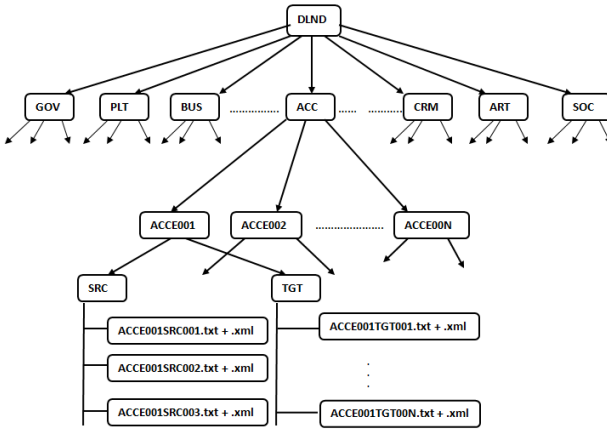 DLND
GOV PLT BUS ................ ACC ...... ........... CRM ART SOC
ACCE001 ACCE002 ...................... ACCE00N
SRC TGT
ACCE001SRC001.txt + .xml ACCE001TGT001.txt + .xml
ACCE001SRC002.txt + .xml
ACCE001SRC003.txt + .xml ACCE001TGT00N.txt + .xml